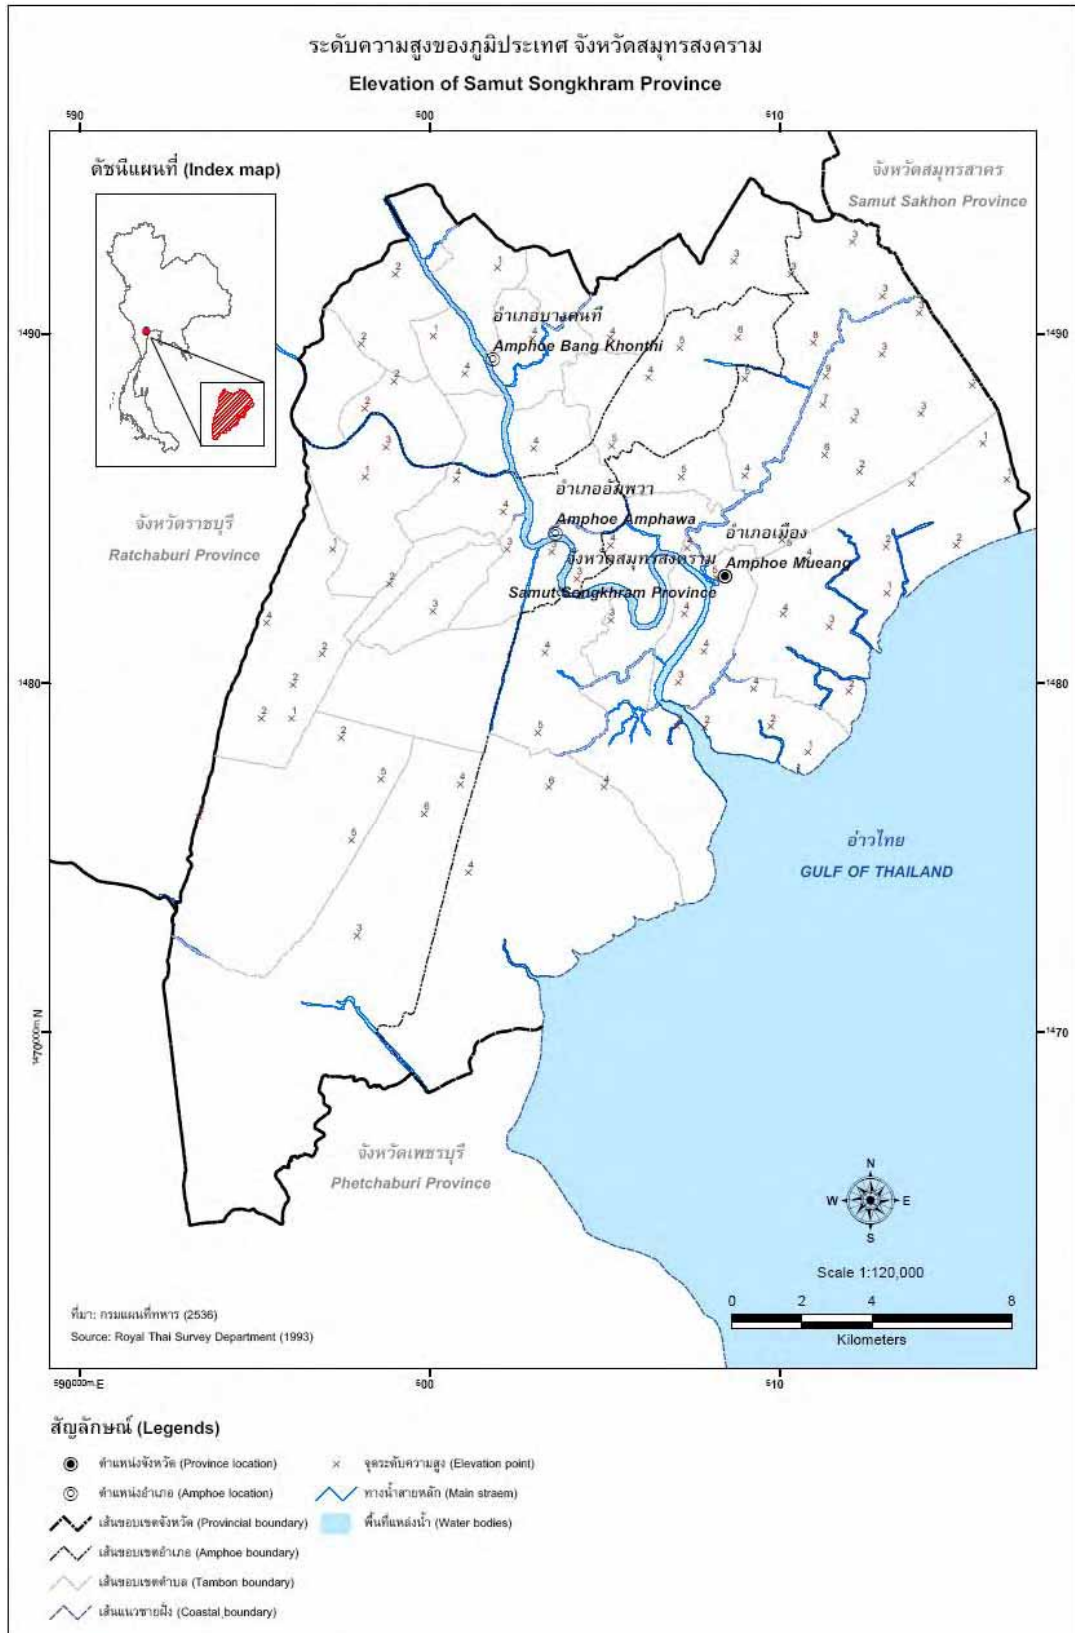 ระดับความสูงของภูมิประเทศ จังหวัดสมุทรสงคราม
Elevation of Samut Songkhram Province
590
600
610
ดัชนีแผนที่ (Index map)
จังหวัดสมุทรสาคร
Samut Sakhon Province
1490
1490
อำเภอบางคนที
Amphoe Bang Khonthi
อำเภออัมพวา
Amphoe Amphawa
จังหวัดราชบุรี
Ratchaburi Province
อำเภอเมือง
Amphoe Mueang
จังหวัดสมุทรสงคราม
Samut Songkhram Province
1480
1480
อ่าวไทย
GULF OF THAILAND
1470000m N
1470
จังหวัดเพชรบุรี
Phetchaburi Province
N
W
E
S
Scale 1:120,000
0 2 4 8
Kilometers
ที่มา: กรมแผนที่ทหาร (2536)
Source: Royal Thai Survey Department (1993)
590000m.E
600
610
สัญลักษณ์ (Legends)
ตำแหน่งจังหวัด (Province location)
ตำแหน่งอำเภอ (Amphoe location)
เส้นขอบเขตจังหวัด (Provincial boundary)
เส้นขอบเขตอำเภอ (Amphoe boundary)
เส้นขอบเขตตำบล (Tambon boundary)
เส้นแนวชายฝั่ง (Coastal boundary)
จุดระดับความสูง (Elevation point)
ทางน้ำสายหลัก (Main straem)
พื้นที่แหล่งน้ำ (Water bodies)